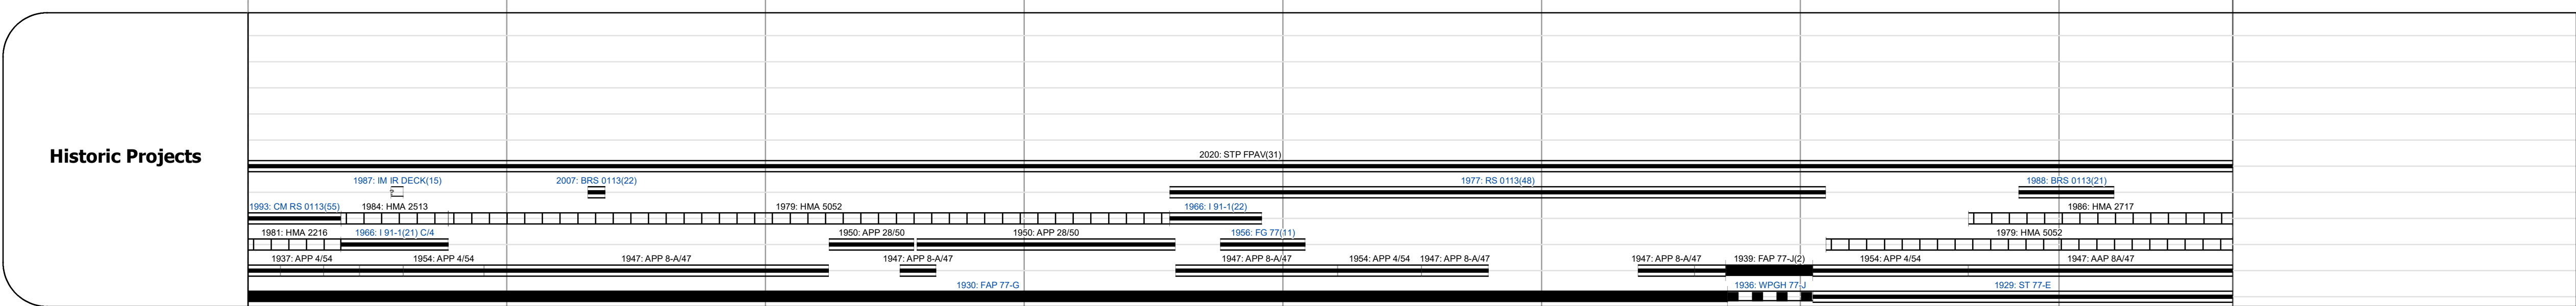 Historic Projects
2020: STP FPAV(31)
1987: IM IR DECK(15) 2007: BRS 0113(22) 1977: RS 0113(48) 1988: BRS 0113(21)
?
1993: CM RS 0113(55) 1984: HMA 2513 1979: HMA 5052 1966: I 91-1(22) 1986: HMA 2717
1981: HMA 2216 1966: I 91-1(21) C/4 1950: APP 28/50 1950: APP 28/50 1956: FG 77(11) 1979: HMA 5052
1937: APP 4/54 1954: APP 4/54 1947: APP 8-A/47 1947: APP 8-A/47 1947: APP 8-A/47 1954: APP 4/54 1947: APP 8-A/47 1947: APP 8-A/47 1939: FAP 77-J(2) 1954: APP 4/54 1947: AAP 8A/47
1930: FAP 77-G 1936: WPGH 77-J 1929: ST 77-E